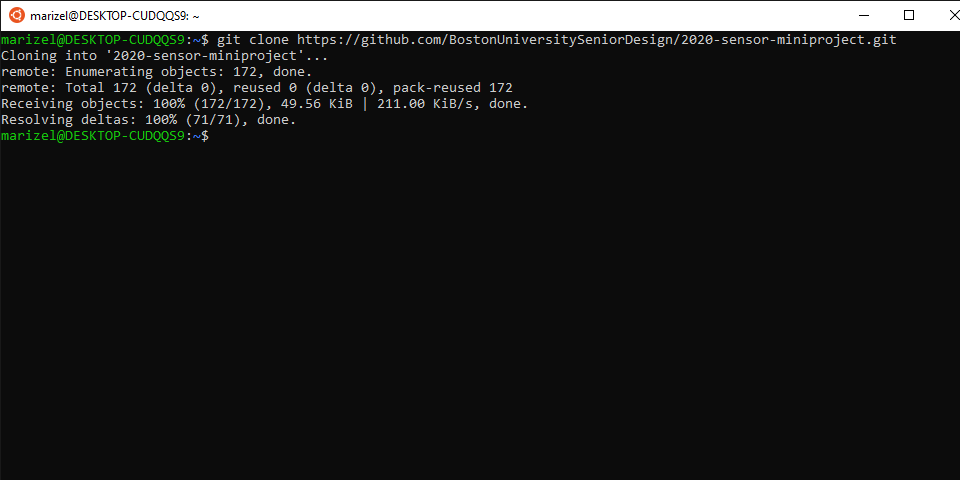 marizel@DESKTOP-CUDQQS9: ~
marizel@DESKTOP-CUDQQS9:~$ git clone https://github.com/BostonUniversitySeniorDesign/2020-sensor-miniproject.git
Cloning into '2020-sensor-miniproject'...
remote: Enumerating objects: 172, done.
remote: Total 172 (delta 0), reused 0 (delta 0), pack-reused 172
Receiving objects: 100% (172/172), 49.56 KiB | 211.00 KiB/s, done.
Resolving deltas: 100% (71/71), done.
marizel@DESKTOP-CUDQQS9:~$